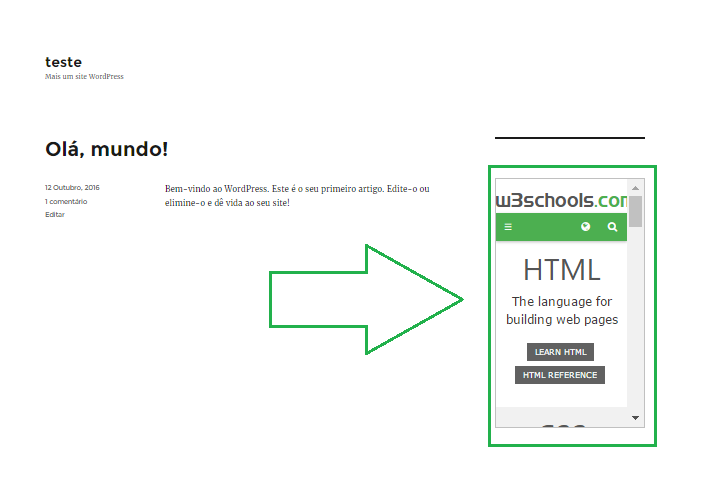 teste
Mais um site WordPress
Olá, mundo!
12 Outubro, 2016
1 comentário
Editar
Bem-vindo ao WordPress. Este é o seu primeiro artigo. Edite-o ou
elimine-o e dê vida ao seu site!
w3schools.com
HTML
The language for
building web pages
LEARN HTML
HTML REFERENCE